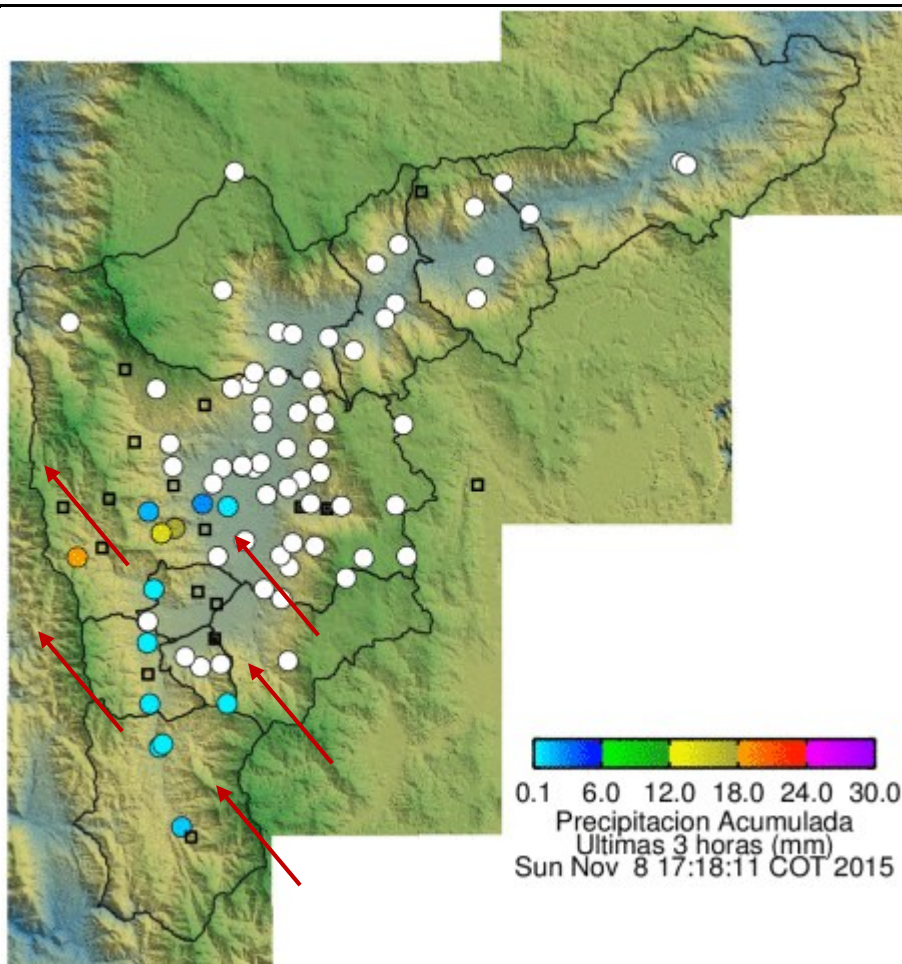 0.1 6.0 12.0 18.0 24.0 30.0
Precipitacion Acumulada
Ultimas 3 horas (mm)
Sun Nov 8 17:18:11 COT 2015